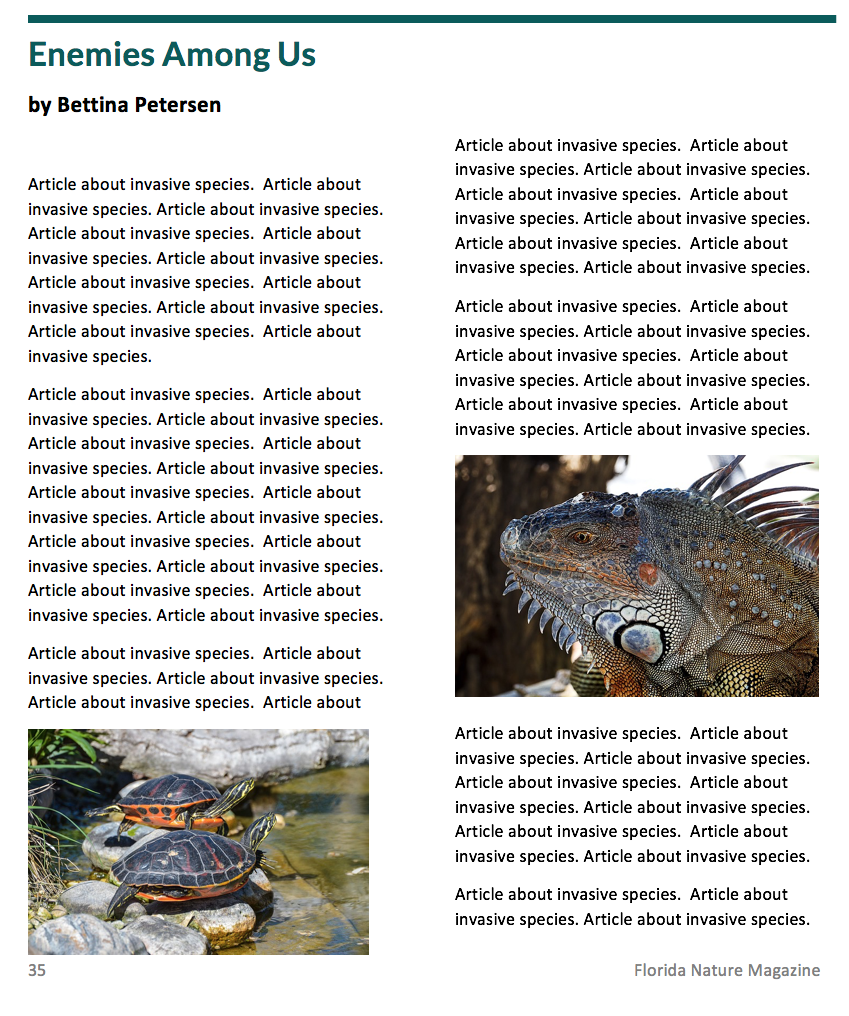 Enemies Among Us
by Bettina Petersen
Article about invasive species.  Article about
invasive species. Article about invasive species.
Article about invasive species.  Article about
invasive species. Article about invasive species.
Article about invasive species.  Article about
invasive species. Article about invasive species.
Article about invasive species.  Article about
invasive species.
Article about invasive species.  Article about
invasive species. Article about invasive species.
Article about invasive species.  Article about
invasive species. Article about invasive species.
Article about invasive species.  Article about
invasive species. Article about invasive species.
Article about invasive species.  Article about
invasive species. Article about invasive species.
Article about invasive species.  Article about
invasive species. Article about invasive species.
Article about invasive species.  Article about
invasive species. Article about invasive species.
Article about invasive species.  Article about
Article about invasive species.  Article about
invasive species. Article about invasive species.
Article about invasive species.  Article about
invasive species. Article about invasive species.
Article about invasive species.  Article about
invasive species. Article about invasive species.
Article about invasive species.  Article about
invasive species. Article about invasive species.
Article about invasive species.  Article about
invasive species. Article about invasive species.
Article about invasive species.  Article about
invasive species. Article about invasive species.
Article about invasive species.  Article about
invasive species. Article about invasive species.
Article about invasive species.  Article about
invasive species. Article about invasive species.
Article about invasive species.  Article about
invasive species. Article about invasive species.
Article about invasive species.  Article about
invasive species. Article about invasive species.
35
Florida Nature Magazine